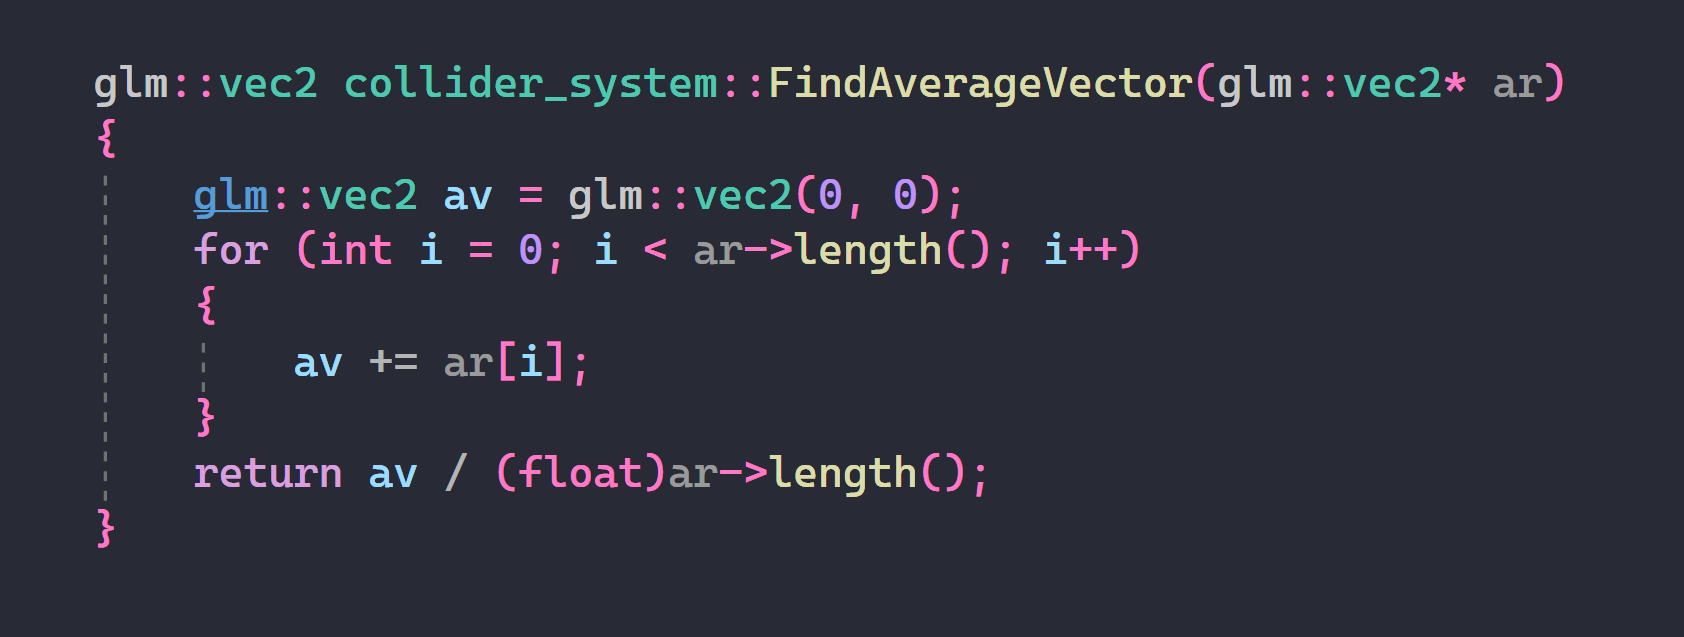 glm::vec2 collider_system::FindAverageVector(glm::vec2* ar)
{
    glm::vec2 av = glm::vec2(0, 0);
    for (int i = 0; i < ar->length(); i++)
    {
        av += ar[i];
    }
    return av / (float)ar->length();
}